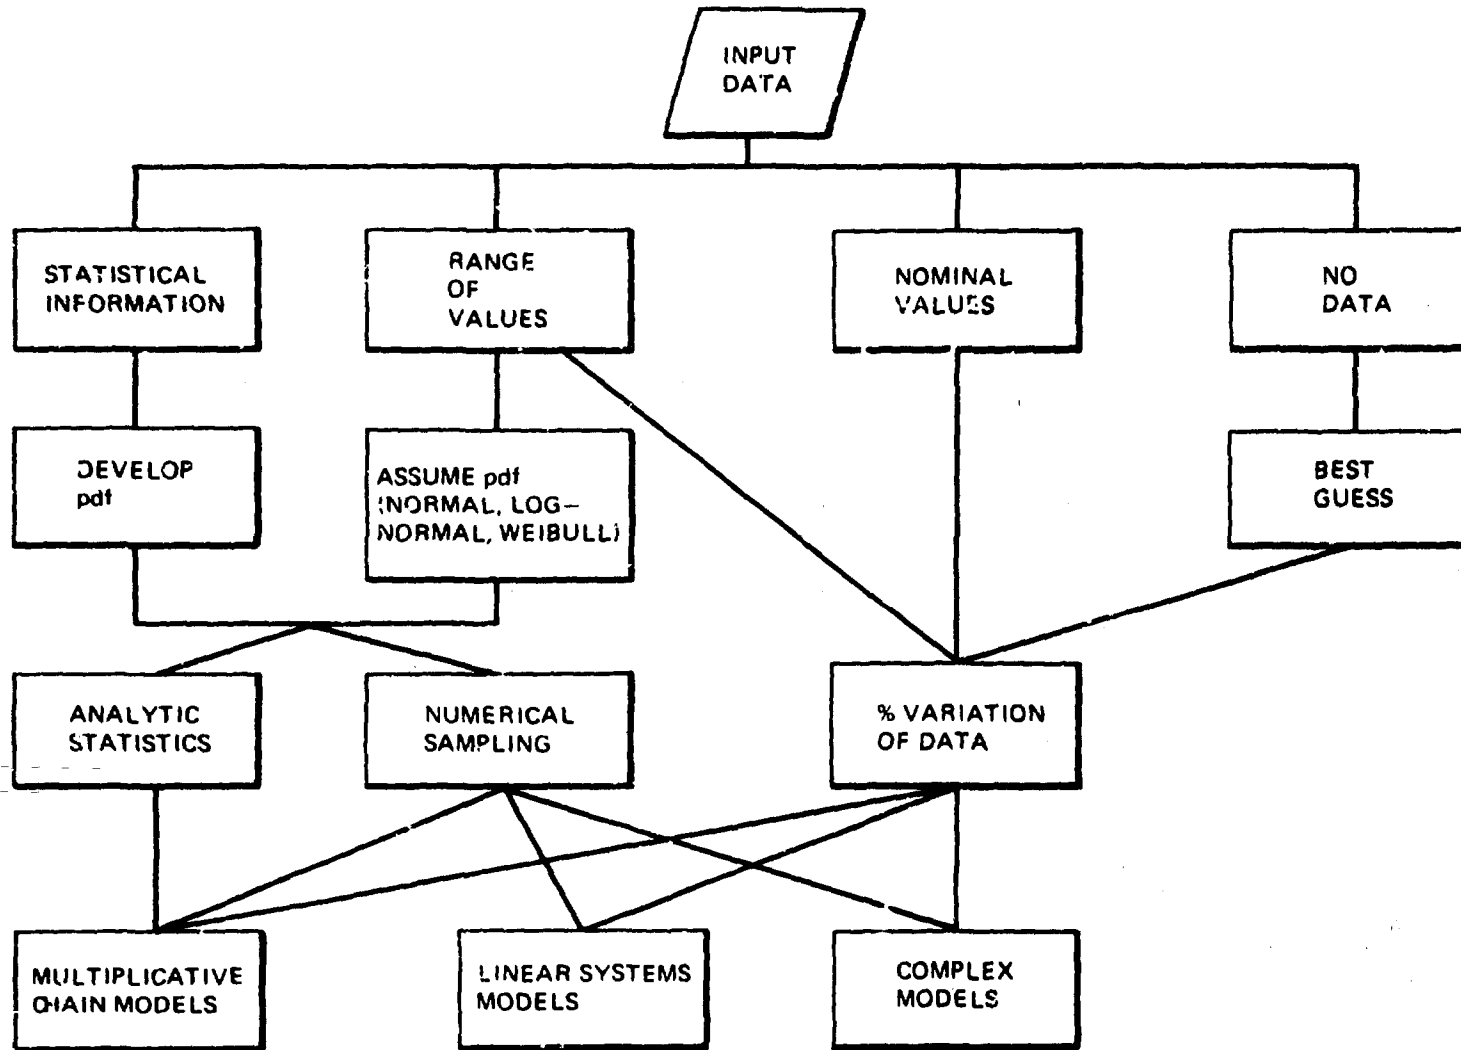 INPUT
DATA
STATISTICAL
INFORMATION
RANGE
OF
VALUES
NOMINAL
VALUES
NO
DATA
DEVELOP
pdf
ASSUME pdf
(NORMAL, LOG—
NORMAL, WEIBULL)
BEST
GUESS
ANALYTIC
STATISTICS
NUMERICAL
SAMPLING
% VARIATION
OF DATA
MULTIPLICATIVE
CHAIN MODELS
LINEAR SYSTEMS
MODELS
COMPLEX
MODELS